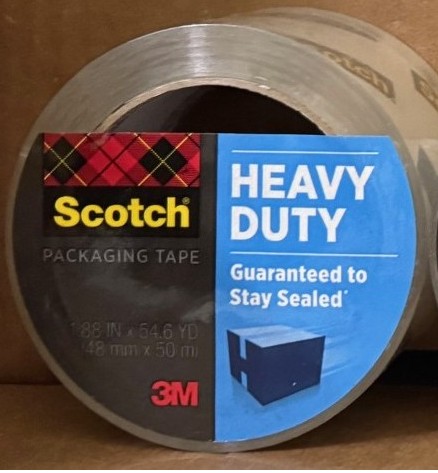 Scotch®
PACKAGING TAPE
1.88 IN x 54.6 YD
(48 mm x 50 m)
3M
HEAVY
DUTY
Guaranteed to
Stay Sealed*
Scotch